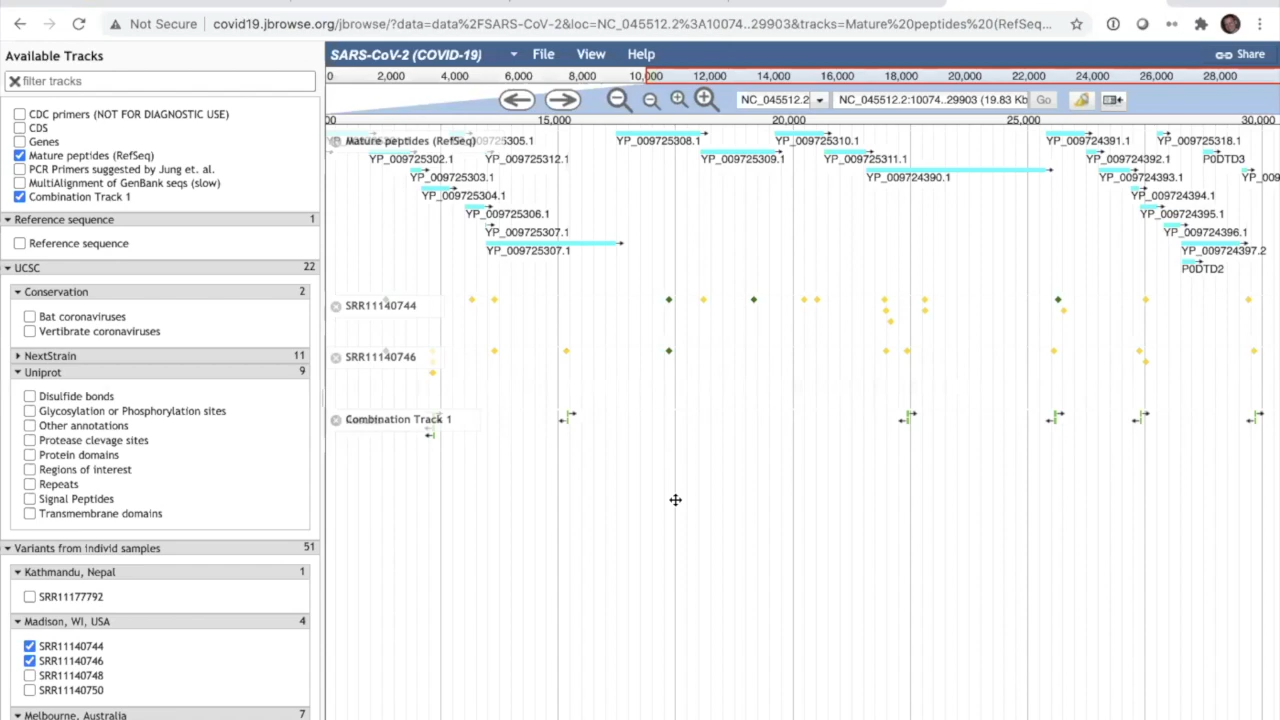 Not Secure covid19.jbrowse.org/jbrowse/?data=data%2FSARS-CoV-2&loc=NC_045512.2%3A10074..29903&tracks=Mature%20peptides%20(RefSeq...
Available Tracks
filter tracks
CDC primers (NOT FOR DIAGNOSTIC USE)
CDS
Genes
Mature peptides (RefSeq)
PCR Primers suggested by Jung et. al.
MultiAlignment of GenBank seqs (slow)
Combination Track 1
Reference sequence 1
Reference sequence
UCSC 22
Conservation 2
Bat coronaviruses
Vertibrate coronaviruses
NextStrain 11
Uniprot 9
Disulfide bonds
Glycosylation or Phosphorylation sites
Other annotations
Protease cleavage sites
Protein domains
Regions of interest
Repeats
Signal Peptides
Transmembrane domains
Variants from individ samples 51
Kathmandu, Nepal 1
SRR11177792
Madison, WI, USA 4
SRR11140744
SRR11140746
SRR11140748
SRR11140750
Melbourne, Australia 7
SARS-CoV-2 (COVID-19) File View Help Share
0 2,000 4,000 6,000 8,000 10,000 12,000 14,000 16,000 18,000 20,000 22,000 24,000 26,000 28,000
NC_045512.2 NC_045512.2:10074..29903 (19.83 Kb Go
00 15,000 20,000 25,000 30,000
Mature peptides (RefSeq) 725305.1 YP_009725308.1 YP_009725310.1 YP_009724391.1 YP_009725318.1
YP_009725302.1 YP_009725312.1 YP_009725309.1 YP_009725311.1 YP_009724392.1 P0DTD3
YP_009725303.1 YP_009724390.1 YP_009724393.1 YP_009
YP_009725304.1 YP_009724394.1
YP_009725306.1 YP_009724395.1
YP_009725307.1 YP_009724396.1
YP_009725307.1 YP_009724397.2
P0DTD2
SRR11140744
SRR11140746
Combination Track 1